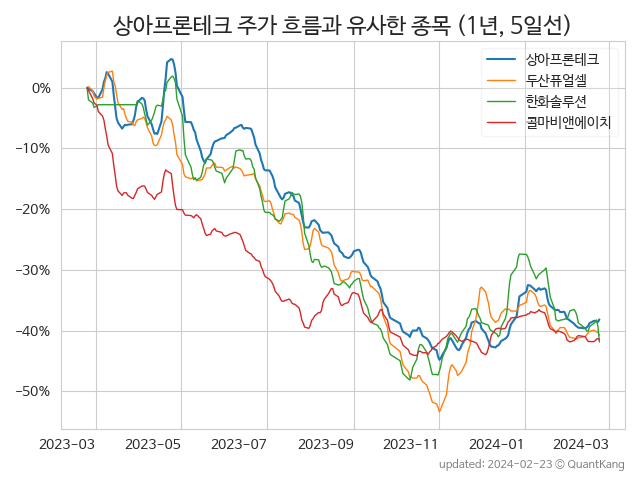 상아프론테크 주가 흐름과 유사한 종목 (1년, 5일선)
상아프론테크
두산퓨얼셀
한화솔루션
콜마비앤에이치
0%
−10%
−20%
−30%
−40%
−50%
2023-03 2023-05 2023-07 2023-09 2023-11 2024-01 2024-03
updated: 2024-02-23 © QuantKang